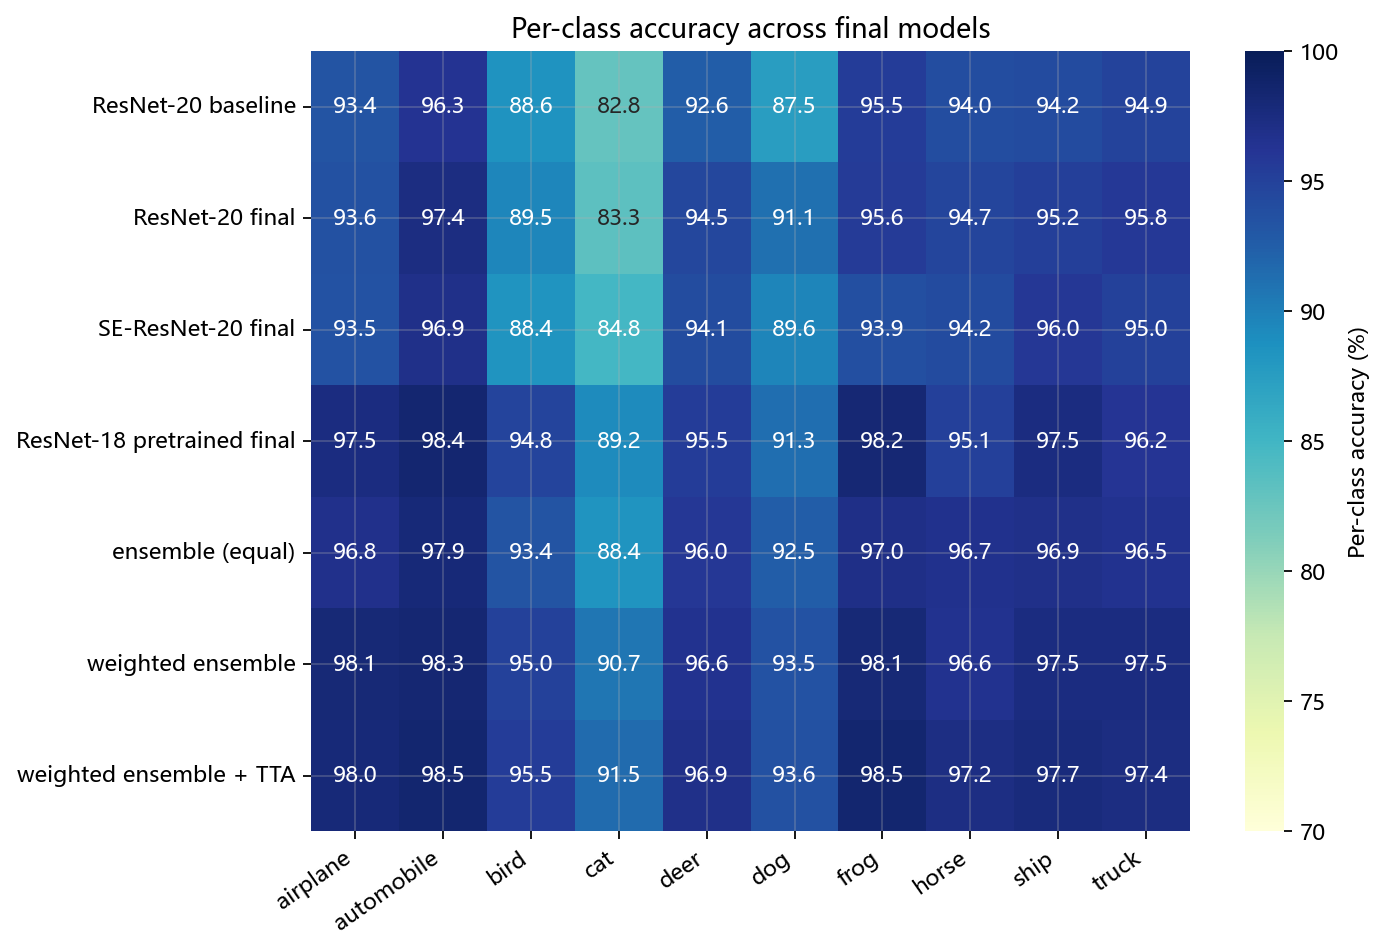 Per-class accuracy across final models
ResNet-20 baseline 93.4 96.3 88.6 82.8 92.6 87.5 95.5 94.0 94.2 94.9
ResNet-20 final 93.6 97.4 89.5 83.3 94.5 91.1 95.6 94.7 95.2 95.8
SE-ResNet-20 final 93.5 96.9 88.4 84.8 94.1 89.6 93.9 94.2 96.0 95.0
ResNet-18 pretrained final 97.5 98.4 94.8 89.2 95.5 91.3 98.2 95.1 97.5 96.2
ensemble (equal) 96.8 97.9 93.4 88.4 96.0 92.5 97.0 96.7 96.9 96.5
weighted ensemble 98.1 98.3 95.0 90.7 96.6 93.5 98.1 96.6 97.5 97.5
weighted ensemble + TTA 98.0 98.5 95.5 91.5 96.9 93.6 98.5 97.2 97.7 97.4
airplane automobile bird cat deer dog frog horse ship truck
100
95
90
85
80
75
70
Per-class accuracy (%)